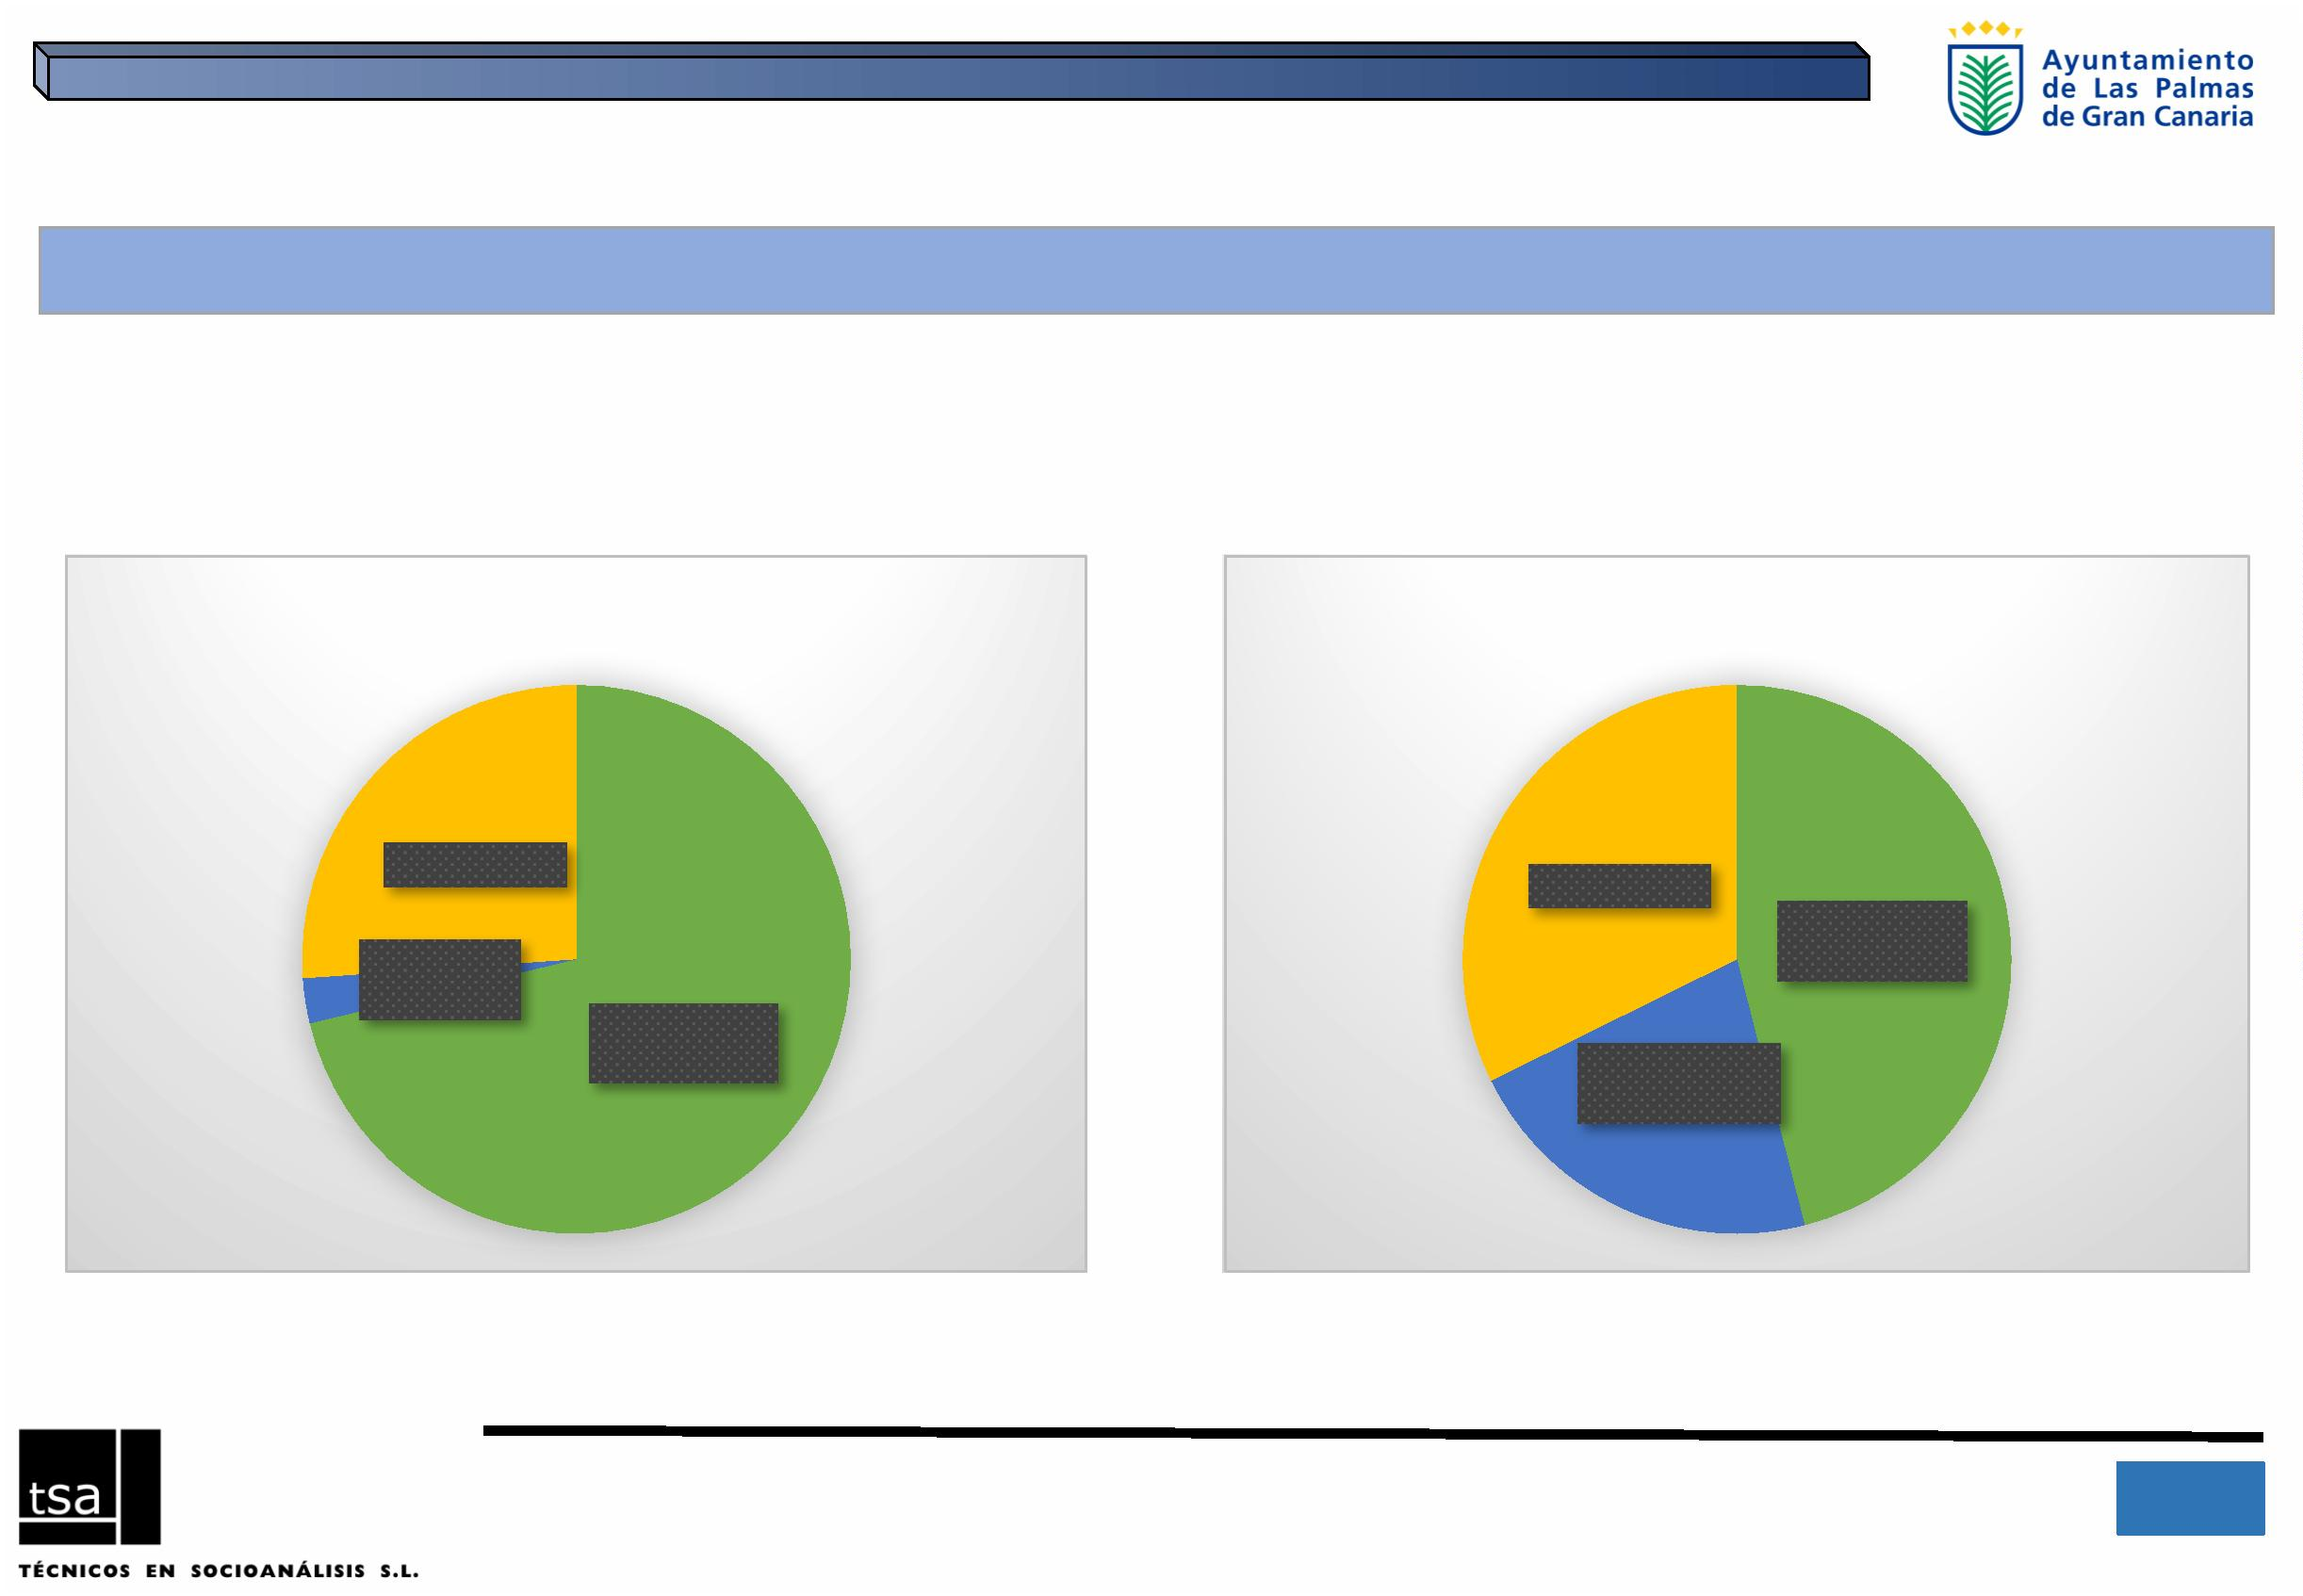 Ayuntamiento
de Las Palmas
de Gran Canaria
tsa
TÉCNICOS EN SOCIOANÁLISIS S.L.